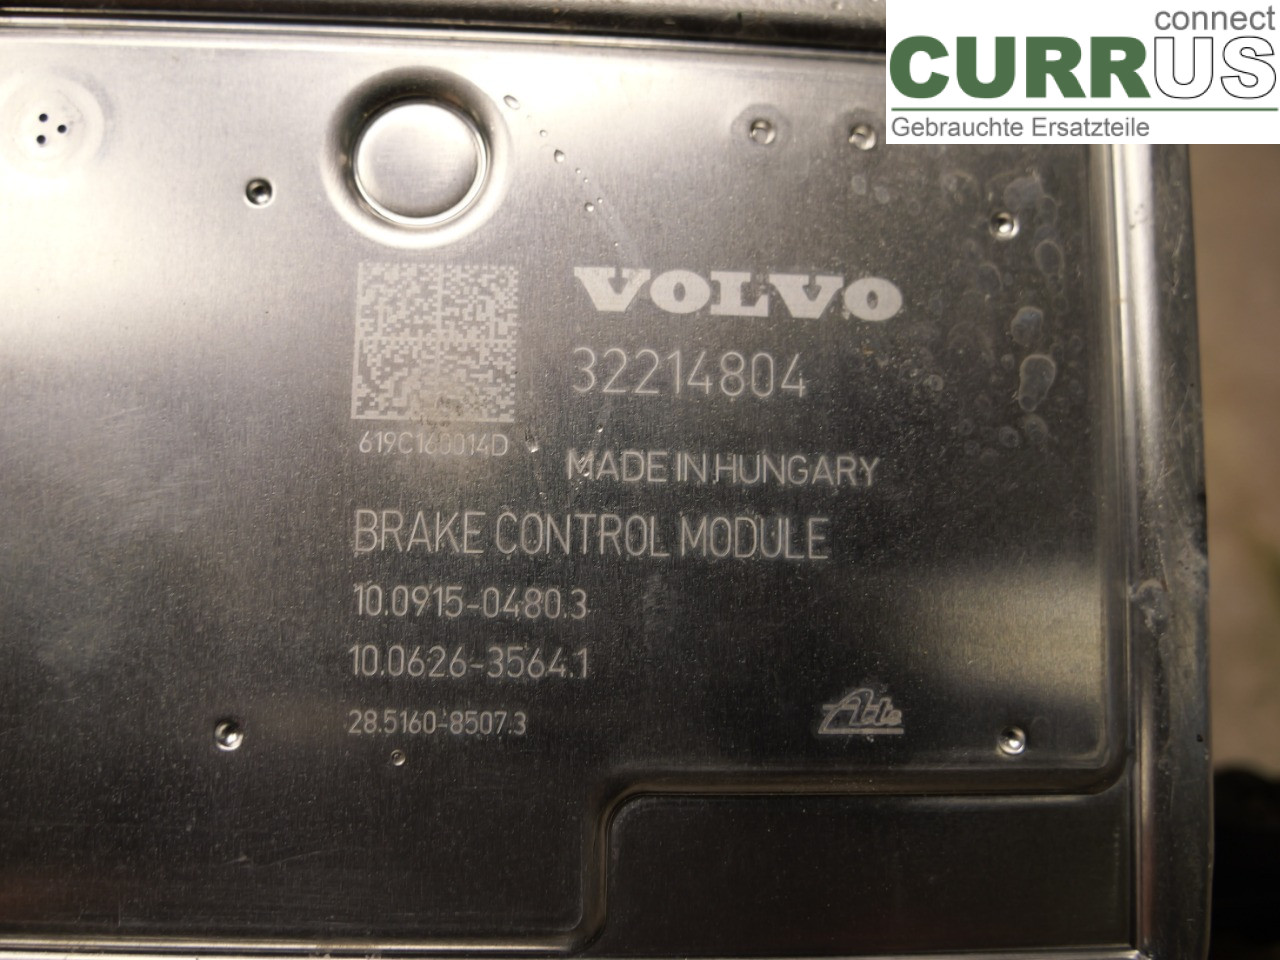 connect
CURRUS
Gebrauchte Ersatzteile
VOLVO
32214804
619C160014D
MADE IN HUNGARY
BRAKE CONTROL MODULE
10.0915-0480.3
10.0626-3564.1
28.5160-8507.3
Ate